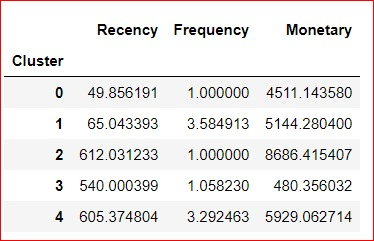 Recency Frequency Monetary
Cluster
0 49.856191 1.000000 4511.143580
1 65.043393 3.584913 5144.280400
2 612.031233 1.000000 8686.415407
3 540.000399 1.058230 480.356032
4 605.374804 3.292463 5929.062714